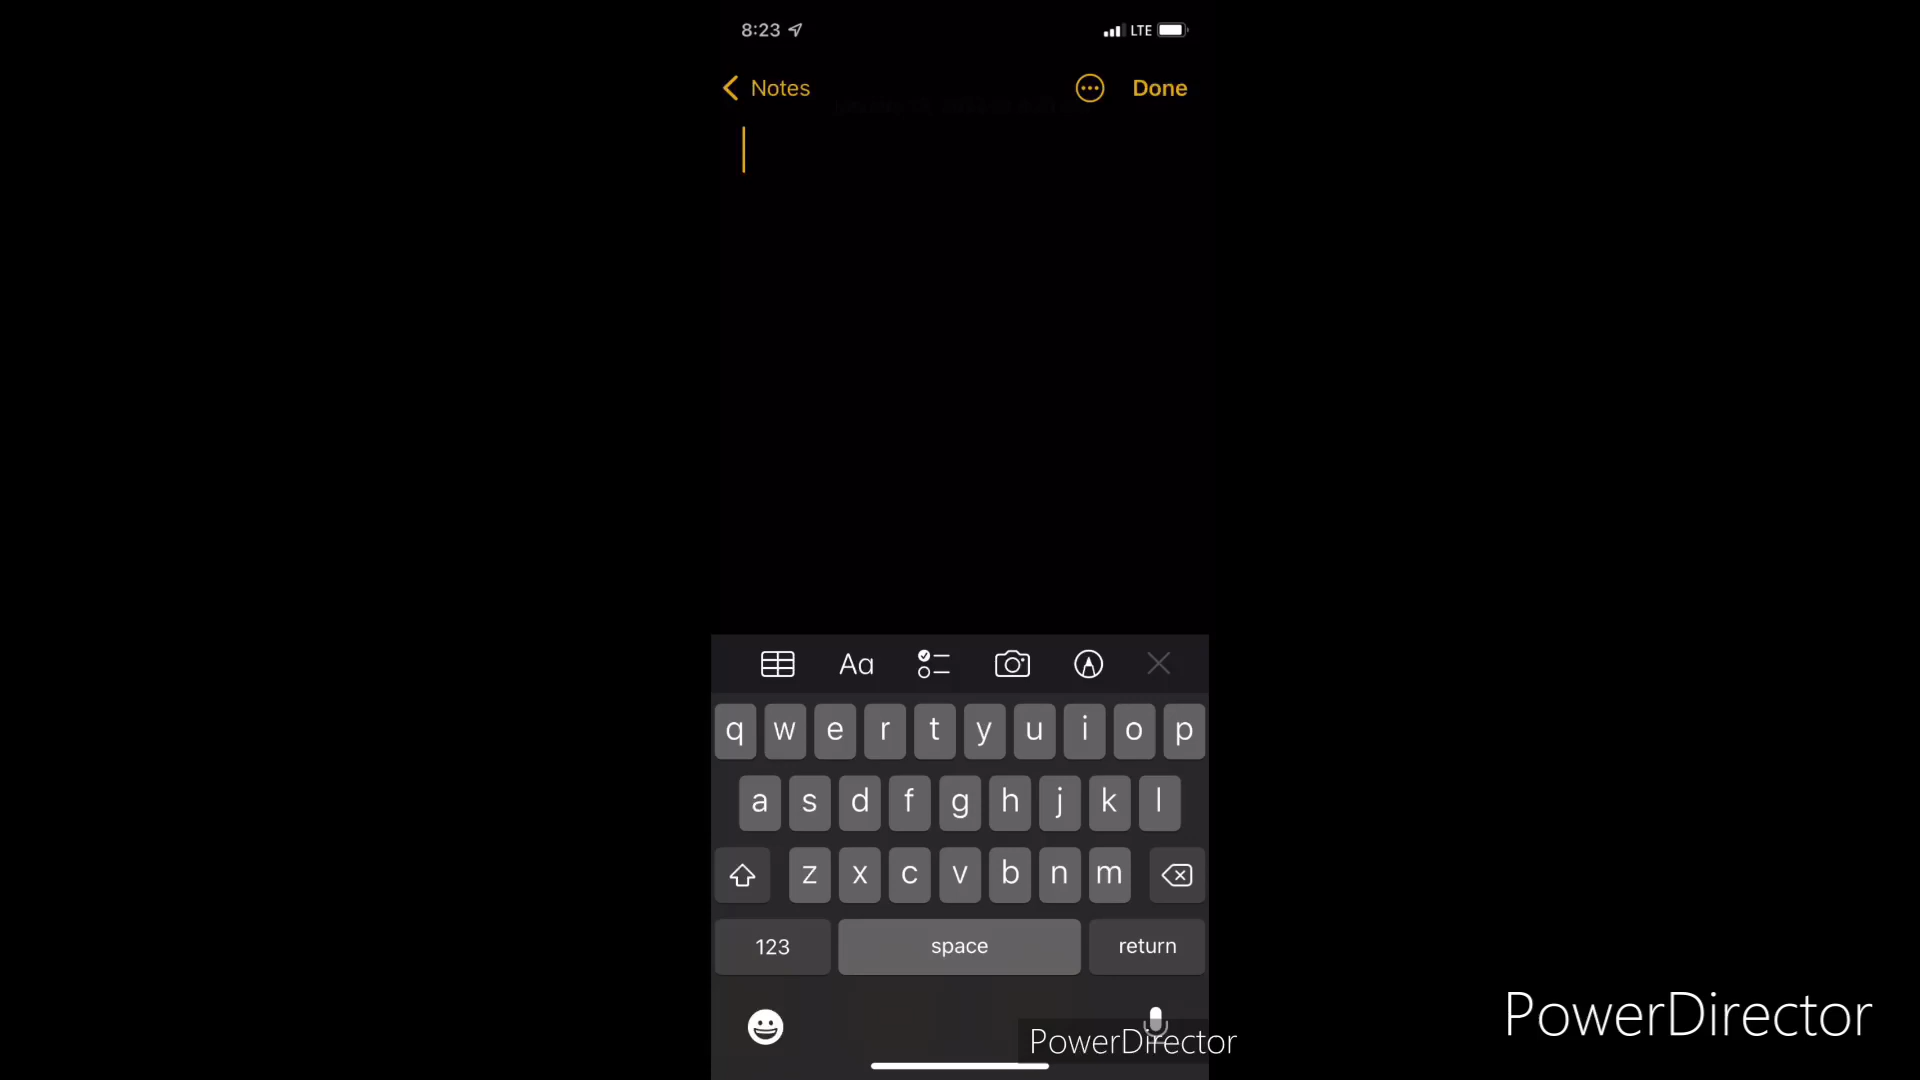 8:23
LTE
Notes
Done
Aa
q w e r t y u i o p
a s d f g h j k l
z x c v b n m
123 space return
PowerDirector
PowerDirector